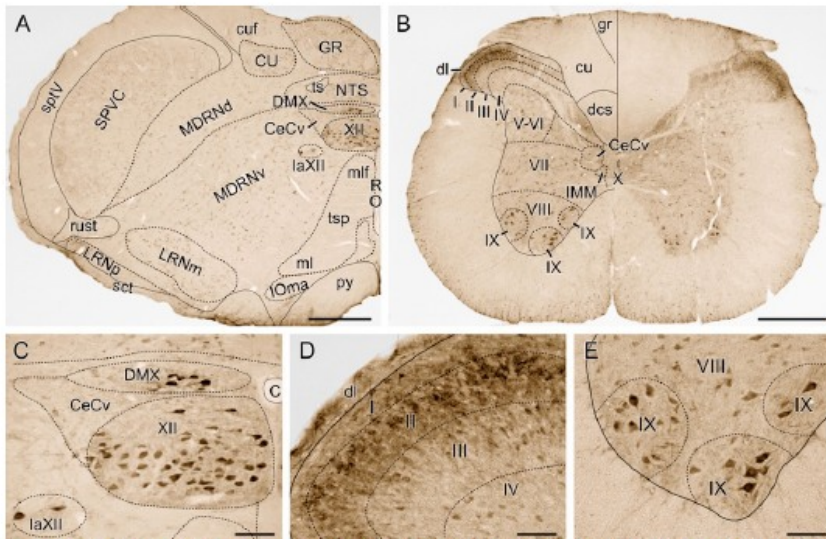 A
cuf
CU
GR
sptV
SPVC
MDRNd
ts
NTS
DMX
CeCv
XII
IaXII
MDRNv
mlf
R
O
tsp
rust
LRNp
sct
LRNm
ml
IOma
py
B
gr
cu
dl
I
II
III
IV
I
dcs
V-VI
CeCv
VII
X
IMM
VIII
IX
IX
IX
C
DMX
CeCv
C
XII
IaXII
D
dl
I
II
III
IV
E
VIII
IX
IX
IX